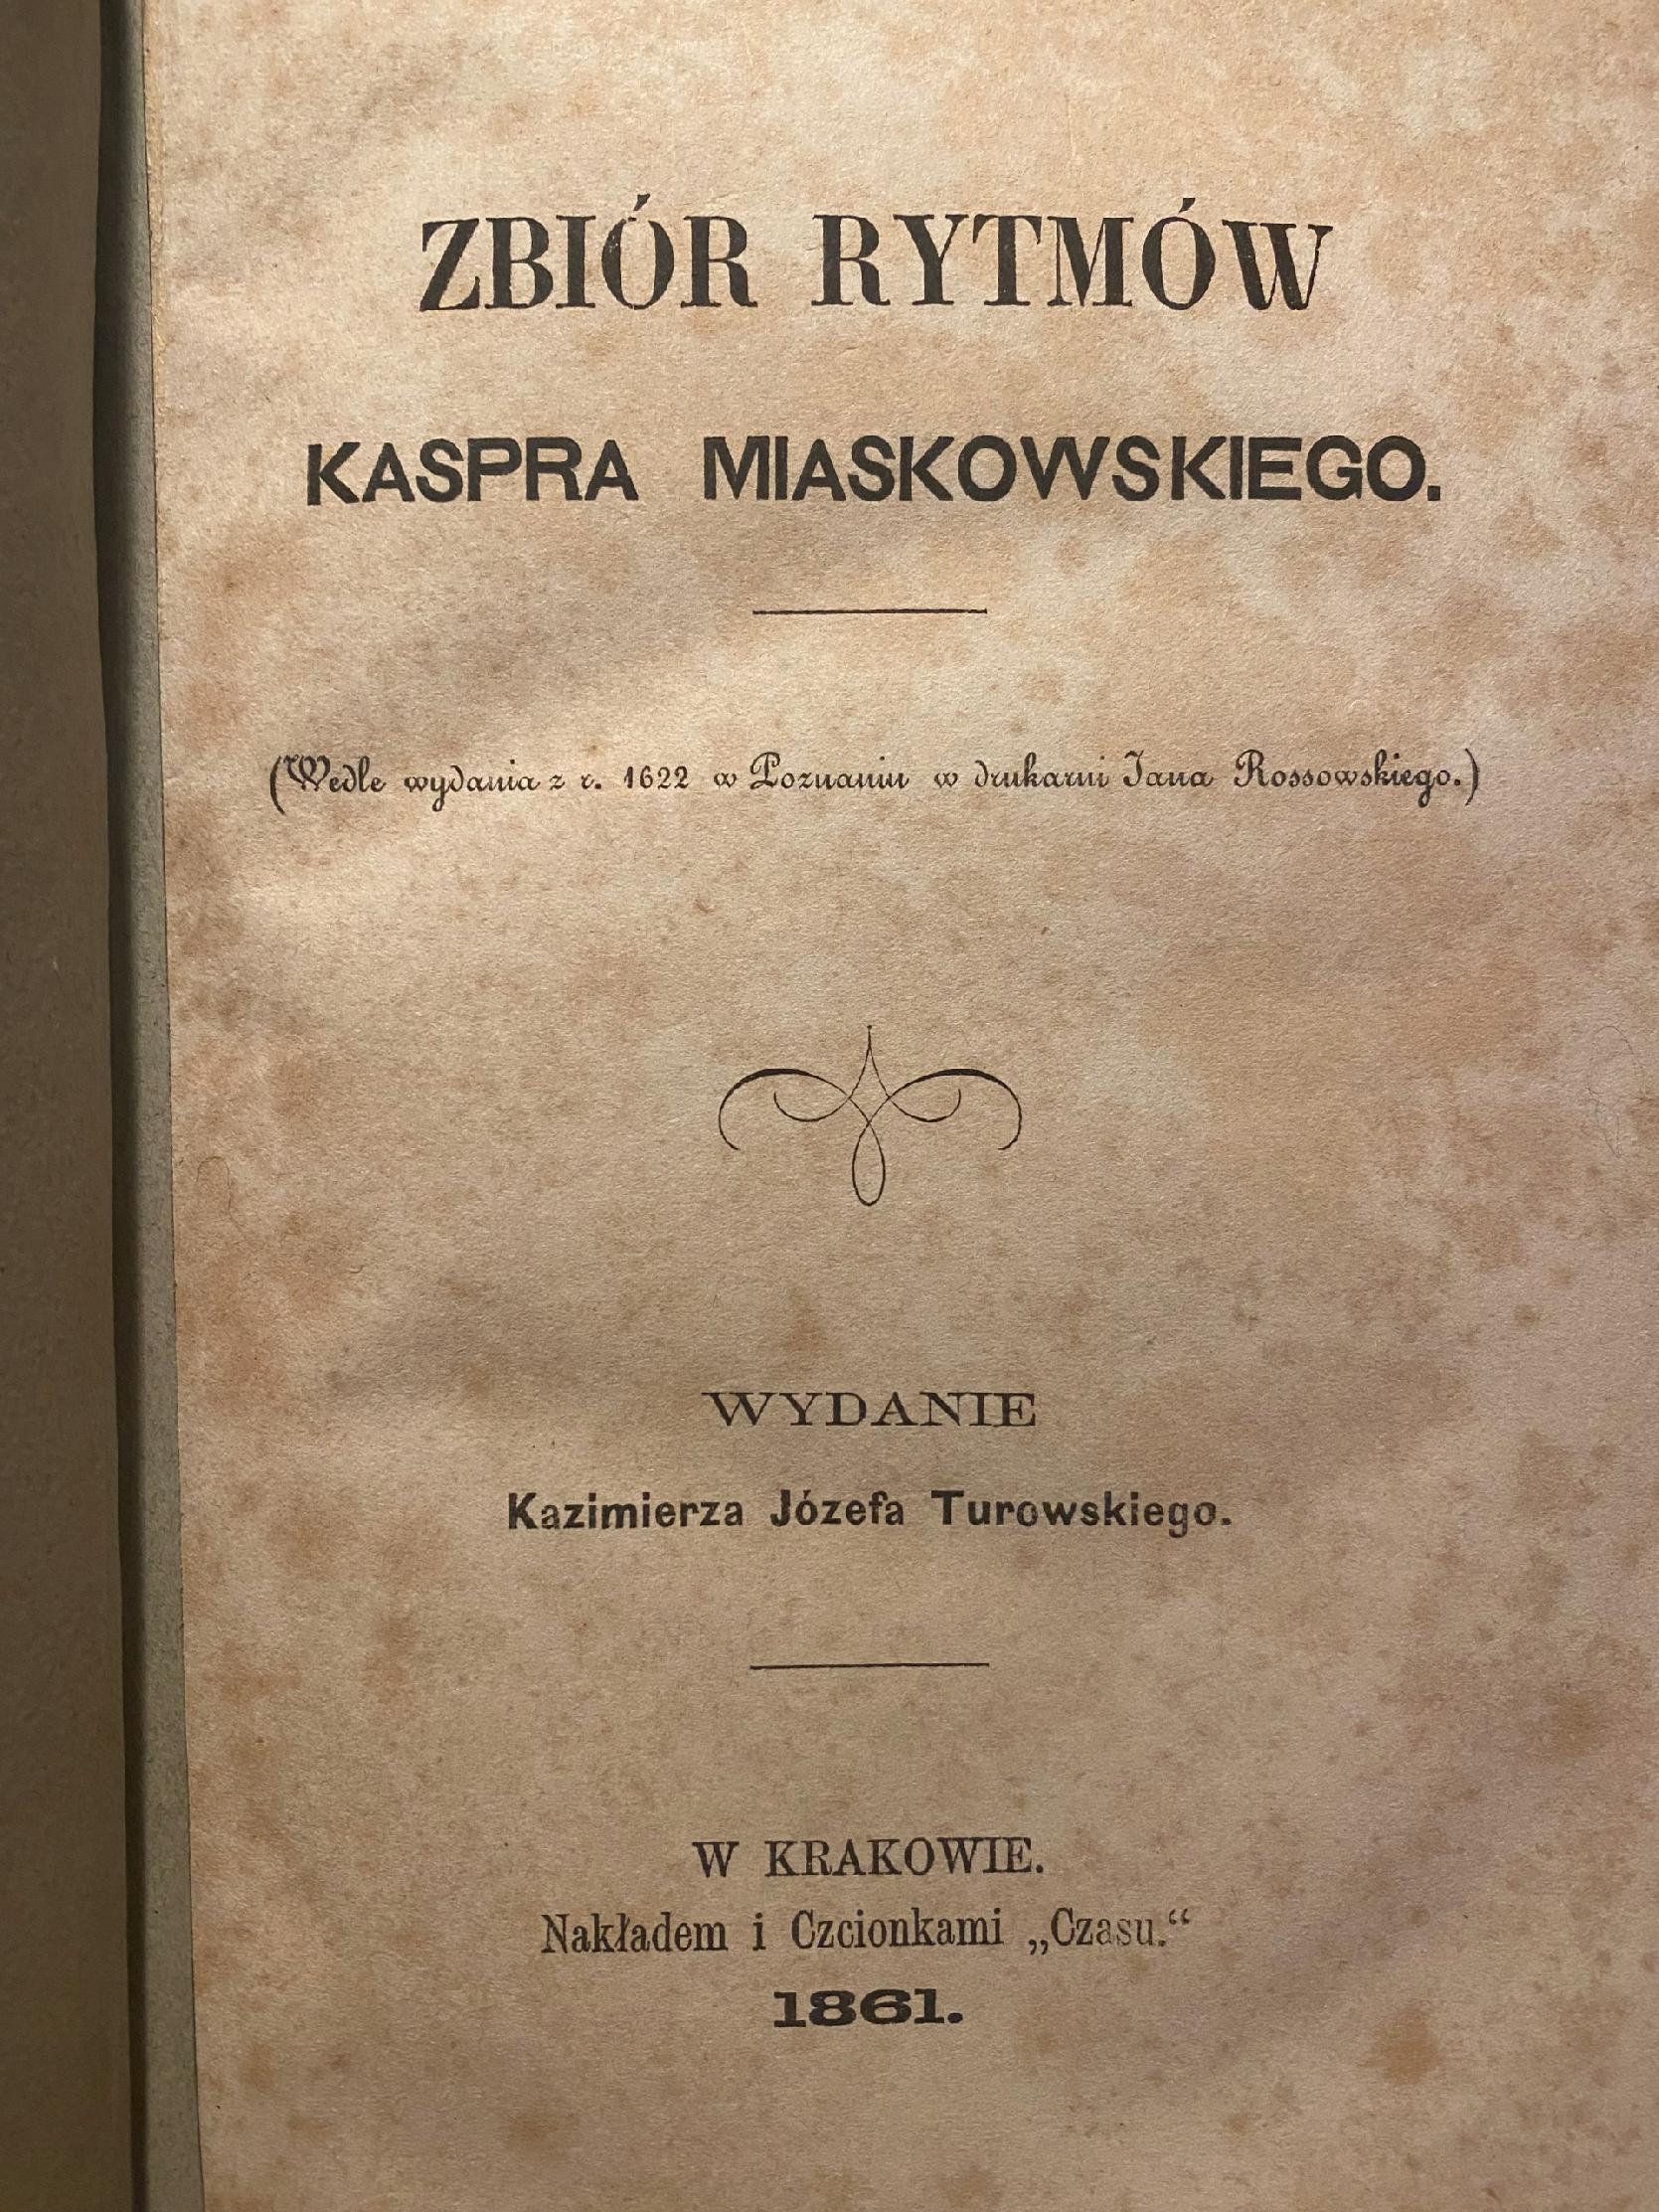 ZBIÓR RYTMÓW
KASPRA MIASKOWSKIEGO.
(Wedle wydania z r. 1622 w Poznaniu w drukarni Jana Rossowskiego.)
WYDANIE
Kazimierza Józefa Turowskiego.
W KRAKOWIE.
Nakładem i Czcionkami „Czasu.“
1861.